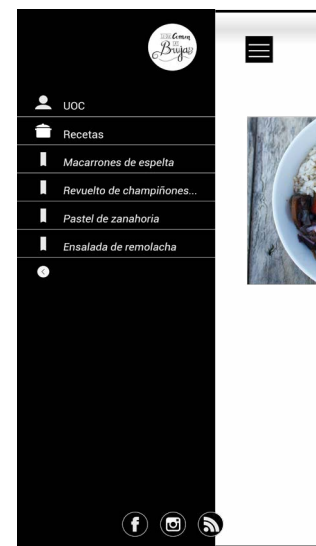 Brujas
UOC
Recetas
Macarrones de espelta
Revuelto de champiñones...
Pastel de zanahoria
Ensalada de remolacha